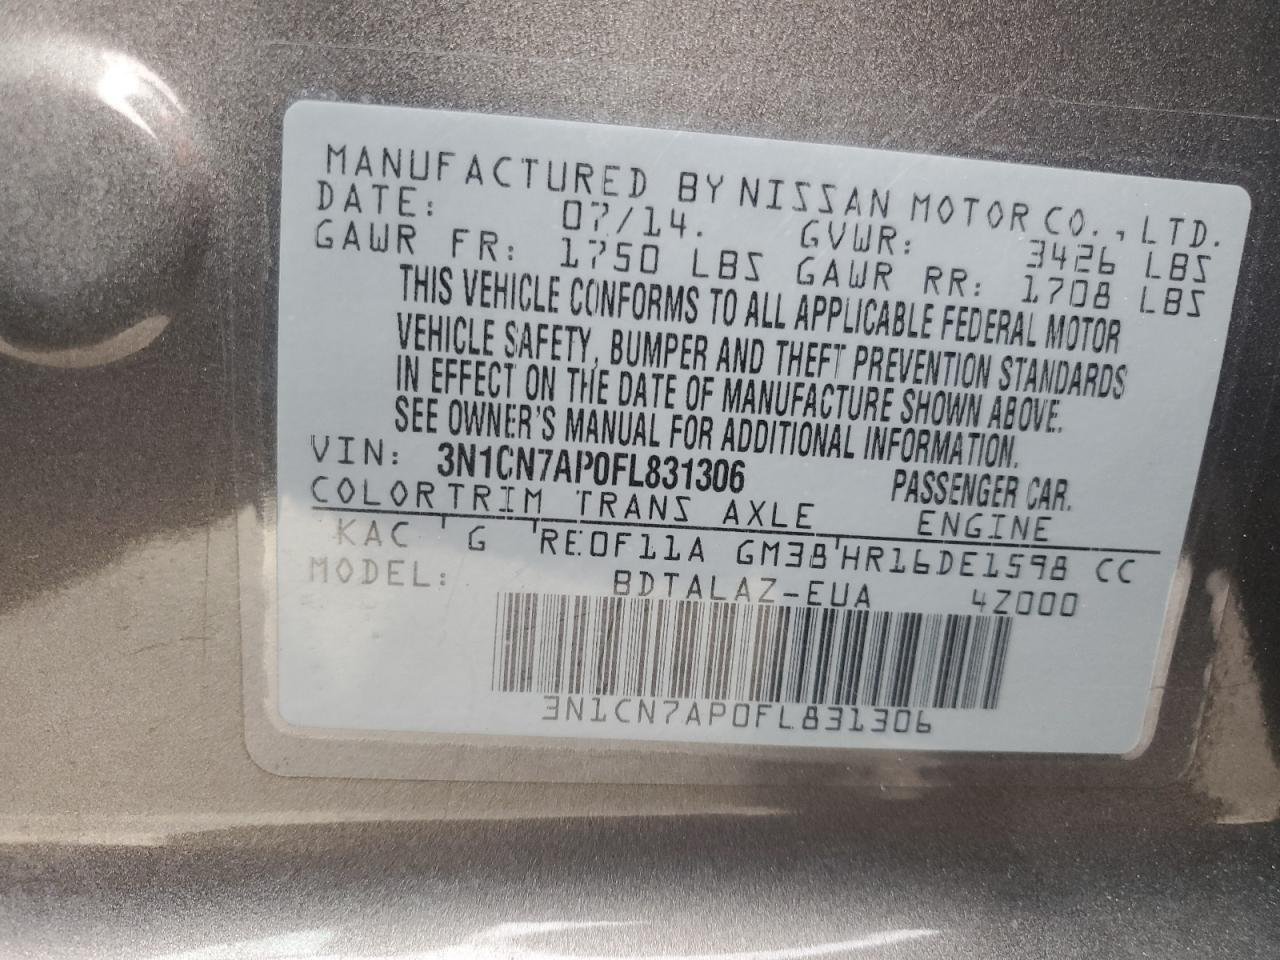 MANUFACTURED BY NISSAN MOTOR CO., LTD.
DATE: 07/14. GVWR: 3426 LBS
GAWR FR: 1750 LBS GAWR RR: 1708 LBS
THIS VEHICLE CONFORMS TO ALL APPLICABLE FEDERAL MOTOR
VEHICLE SAFETY, BUMPER AND THEFT PREVENTION STANDARDS
IN EFFECT ON THE DATE OF MANUFACTURE SHOWN ABOVE.
SEE OWNER'S MANUAL FOR ADDITIONAL INFORMATION.
VIN: 3N1CN7AP0FL831306 PASSENGER CAR.
COLOR TRIM TRANS AXLE ENGINE
KAC G RE0F11A GM38 HR16DE1598 CC
MODEL: BDTALAZ-EUA 4Z000
3N1CN7AP0FL831306